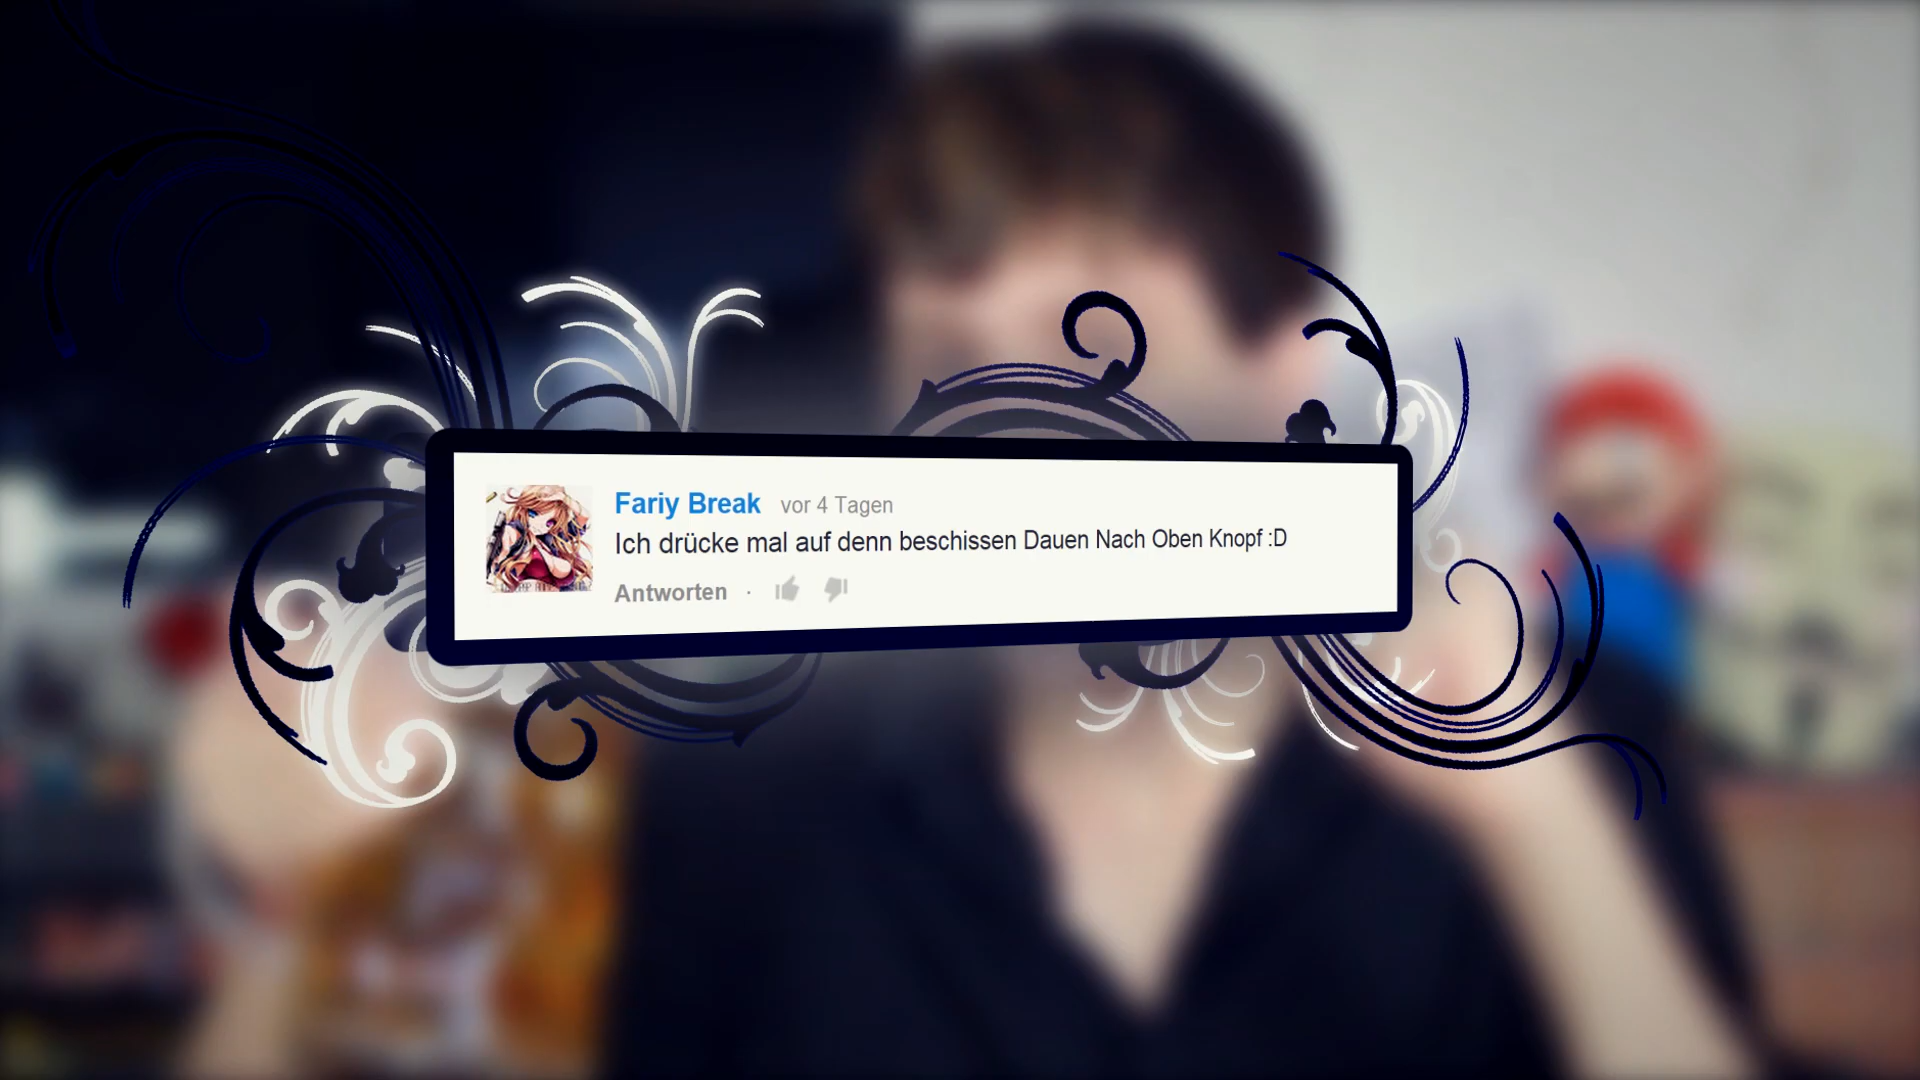 Fariy Break vor 4 Tagen
Ich drücke mal auf denn beschissen Dauen Nach Oben Knopf :D
Antworten ·